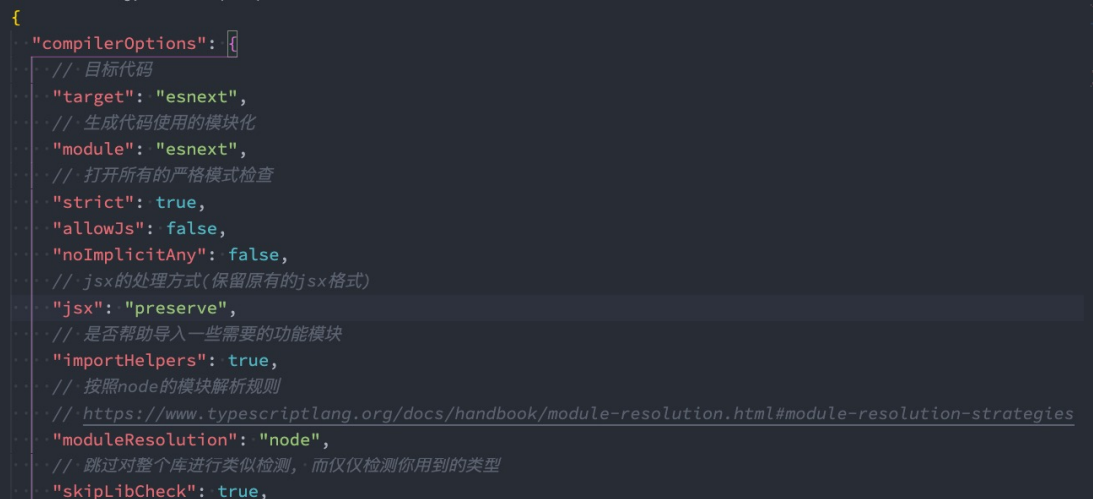 {
"compilerOptions": {
// 目标代码
"target": "esnext",
// 生成代码使用的模块化
"module": "esnext",
// 打开所有的严格模式检查
"strict": true,
"allowJs": false,
"noImplicitAny": false,
// jsx的处理方式(保留原有的jsx格式)
"jsx": "preserve",
// 是否帮助导入一些需要的功能模块
"importHelpers": true,
// 按照node的模块解析规则
// https://www.typescriptlang.org/docs/handbook/module-resolution.html#module-resolution-strategies
"moduleResolution": "node",
// 跳过对整个库进行类似检测, 而仅仅检测你用到的类型
"skipLibCheck": true,